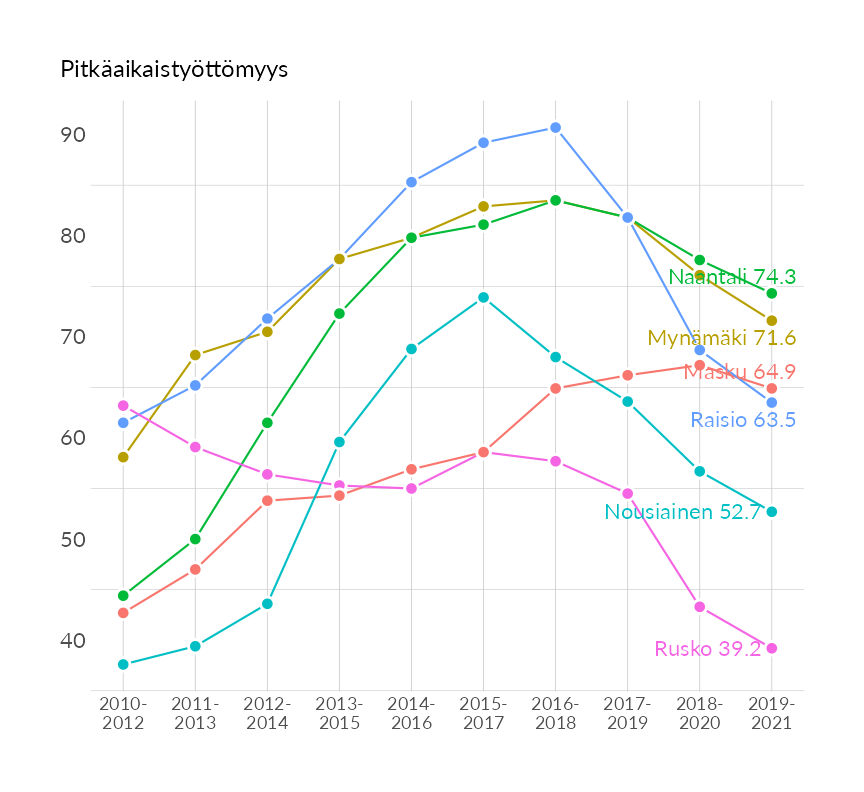 Pitkäaikaistyöttömyys
90
80
70
60
50
40
Naantali 74.3
Mynämäki 71.6
Masku 64.9
Raisio 63.5
Nousiainen 52.7
Rusko 39.2
2010- 2011- 2012- 2013- 2014- 2015- 2016- 2017- 2018- 2019-
2012 2013 2014 2015 2016 2017 2018 2019 2020 2021